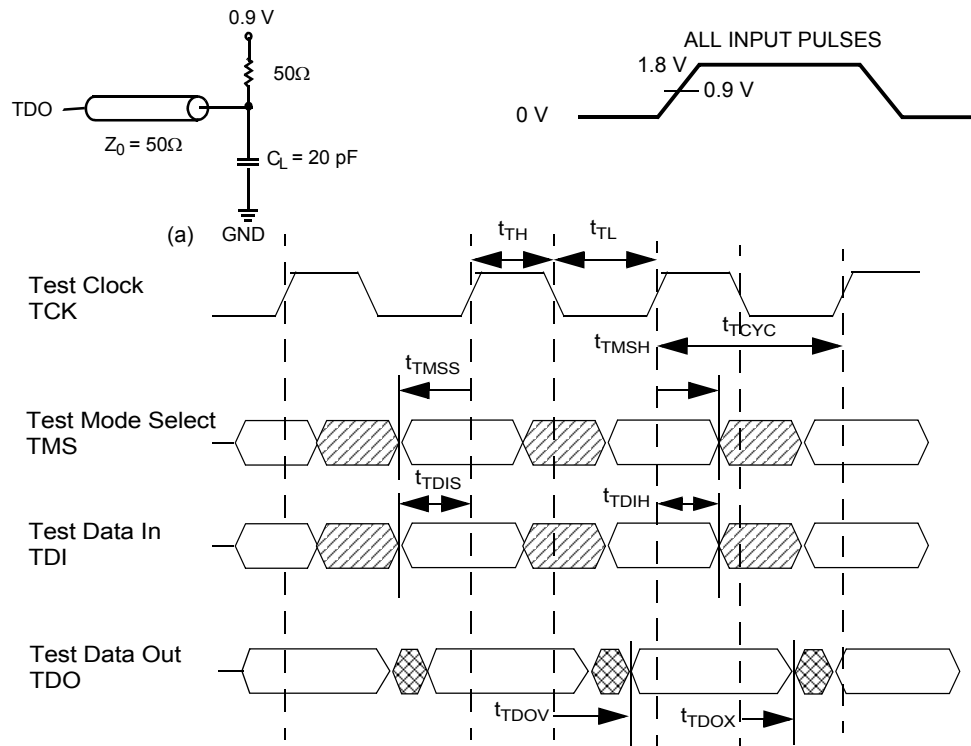 0.9 V
50Ω
TDO
Z0 = 50Ω
CL = 20 pF
(a)
GND
ALL INPUT PULSES
1.8 V
0.9 V
0 V
tTH
tTL
Test Clock
TCK
tTCYC
tTMSH
tTMSS
Test Mode Select
TMS
tTDIS
tTDIH
Test Data In
TDI
Test Data Out
TDO
tTDOV
tTDOX